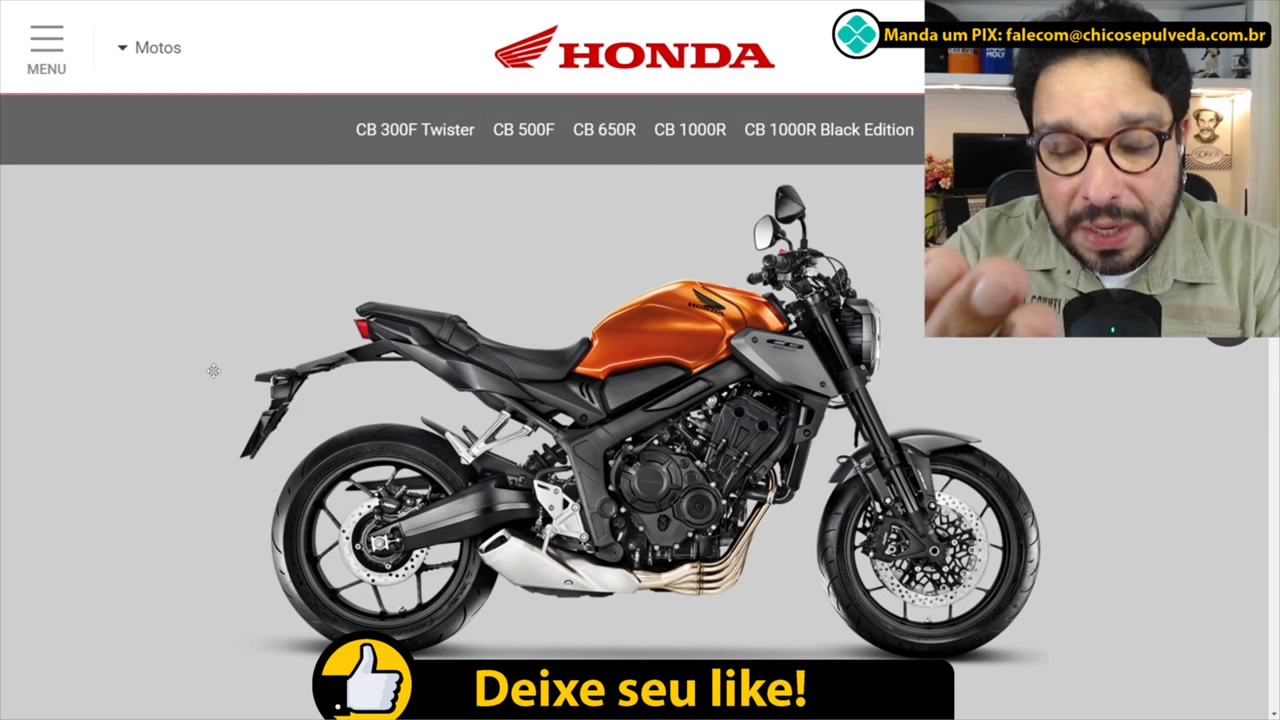 MENU
Motos
HONDA
Manda um PIX: falecom@chicosepulveda.com.br
CB 300F Twister CB 500F CB 650R CB 1000R CB 1000R Black Edition
HONDA
Deixe seu like!